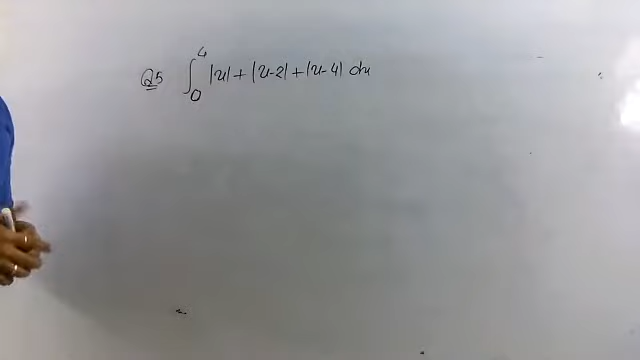 Q5 ∫₀⁴ |x| + |x-2| + |x-4| dx